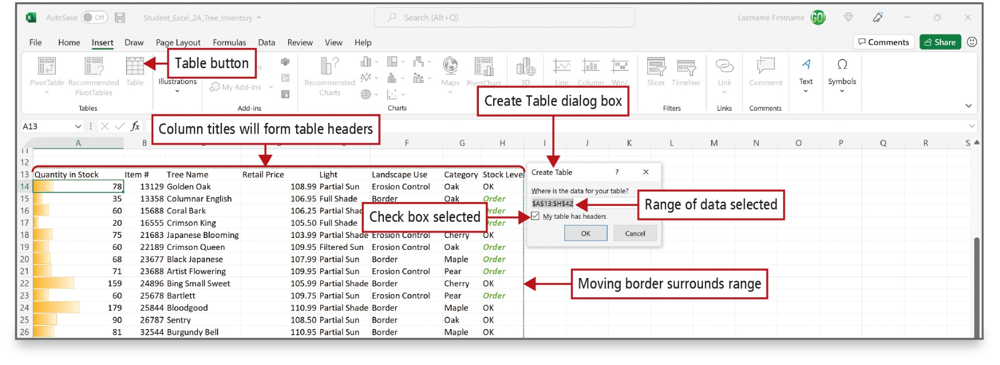 AutoSave Off Student_Excel_2A_Tree_Inventory Search (Alt+Q) Lastname Firstname GO!
File Home Insert Draw Page Layout Formulas Data Review View Help Comments Share
Table button
PivotTable
Recommended PivotTables
Table
Illustrations
My Add-ins
Recommended Charts
Maps
PivotChart
3D
Line
Column
Win/
Slicer
Timeline
Link
Comment
Text
Symbols
Tables Add-ins Charts Filters Links Comments
Create Table dialog box
A13 fx
Column titles will form table headers
A B F G H I J K L M N O P Q R S
11
12
13 Quantity in Stock Item # Tree Name Retail Price Light Landscape Use Category Stock Leve
14 78 13129 Golden Oak 108.99 Partial Sun Erosion Control Oak OK
15 35 13358 Columnar English 106.95 Full Shade Border Oak Order
16 60 15688 Coral Bark 106.25 Partial Shad rder
17 20 16555 Crimson King 105.50 Full Shade rder
18 75 21683 Japanese Blooming 103.99 Partial Shade Erosion Control Cherry OK
19 60 22189 Crimson Queen 109.95 Filtered Sun Erosion Control Oak Order
20 68 23677 Black Japanese 107.99 Partial Sun Border Maple Order
21 71 23688 Artist Flowering 109.95 Partial Sun Erosion Control Pear Order
22 159 24896 Bing Small Sweet 105.99 Partial Shade Border Cherry OK
23 60 25678 Bartlett 109.75 Partial Sun Erosion Control Pear Order
24 179 25844 Bloodgood 110.99 Partial Shade Border Maple OK
25 90 26787 Sentry 108.50 Partial Sun Border Oak OK
26 81 32544 Burgundy Bell 110.95 Partial Sun Border Maple OK
Create Table ?
Where is the data for your table?
$A$13:$H$42
My table has headers
OK Cancel
Range of data selected
Check box selected
Moving border surrounds range